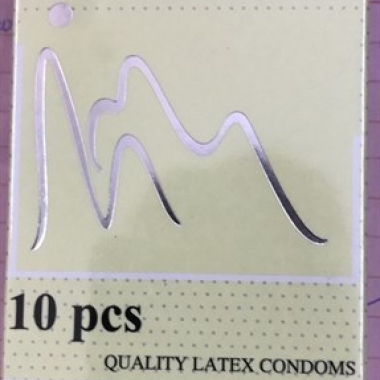 10 pcs
QUALITY LATEX CONDOMS